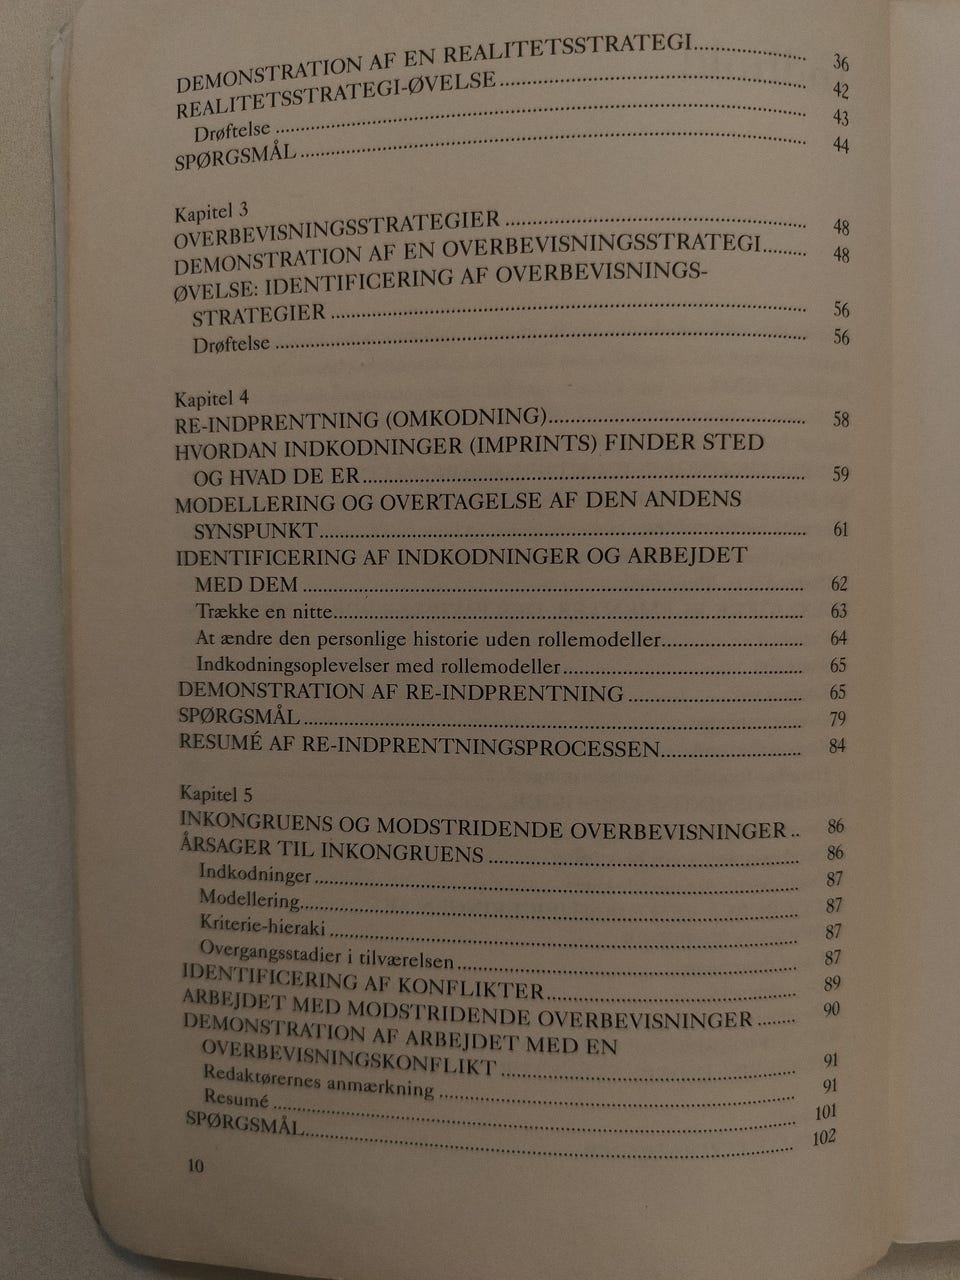 DEMONSTRATION AF EN REALITETSSTRATEGI........ 36
REALITETSSTRATEGI-ØVELSE........ 42
Drøftelse........ 43
SPØRGSMÅL........ 44
Kapitel 3
OVERBEVISNINGSSTRATEGIER........ 48
DEMONSTRATION AF EN OVERBEVISNINGSSTRATEGI........ 48
ØVELSE: IDENTIFICERING AF OVERBEVISNINGS-
STRATEGIER........ 56
Drøftelse........ 56
Kapitel 4
RE-INDPRENTNING (OMKODNING)........ 58
HVORDAN INDKODNINGER (IMPRINTS) FINDER STED
OG HVAD DE ER........ 59
MODELLERING OG OVERTAGELSE AF DEN ANDENS
SYNSPUNKT........ 61
IDENTIFICERING AF INDKODNINGER OG ARBEJDET
MED DEM........ 62
Trække en nitte........ 63
At ændre den personlige historie uden rollemodeller........ 64
Indkodningsoplevelser med rollemodeller........ 65
DEMONSTRATION AF RE-INDPRENTNING........ 65
SPØRGSMÅL........ 79
RESUMÉ AF RE-INDPRENTNINGSPROCESSEN........ 84
Kapitel 5
INKONGRUENS OG MODSTRIDENDE OVERBEVISNINGER.. 86
ÅRSAGER TIL INKONGRUENS........ 86
Indkodninger........ 87
Modellering........ 87
Kriterie-hieraki........ 87
Overgangsstadier i tilværelsen........ 87
IDENTIFICERING AF KONFLIKTER........ 89
ARBEJDET MED MODSTRIDENDE OVERBEVISNINGER........ 90
DEMONSTRATION AF ARBEJDET MED EN
OVERBEVISNINGSKONFLIKT........ 91
Redaktørernes anmærkning........ 91
Resumé........ 101
SPØRGSMÅL........ 102
10